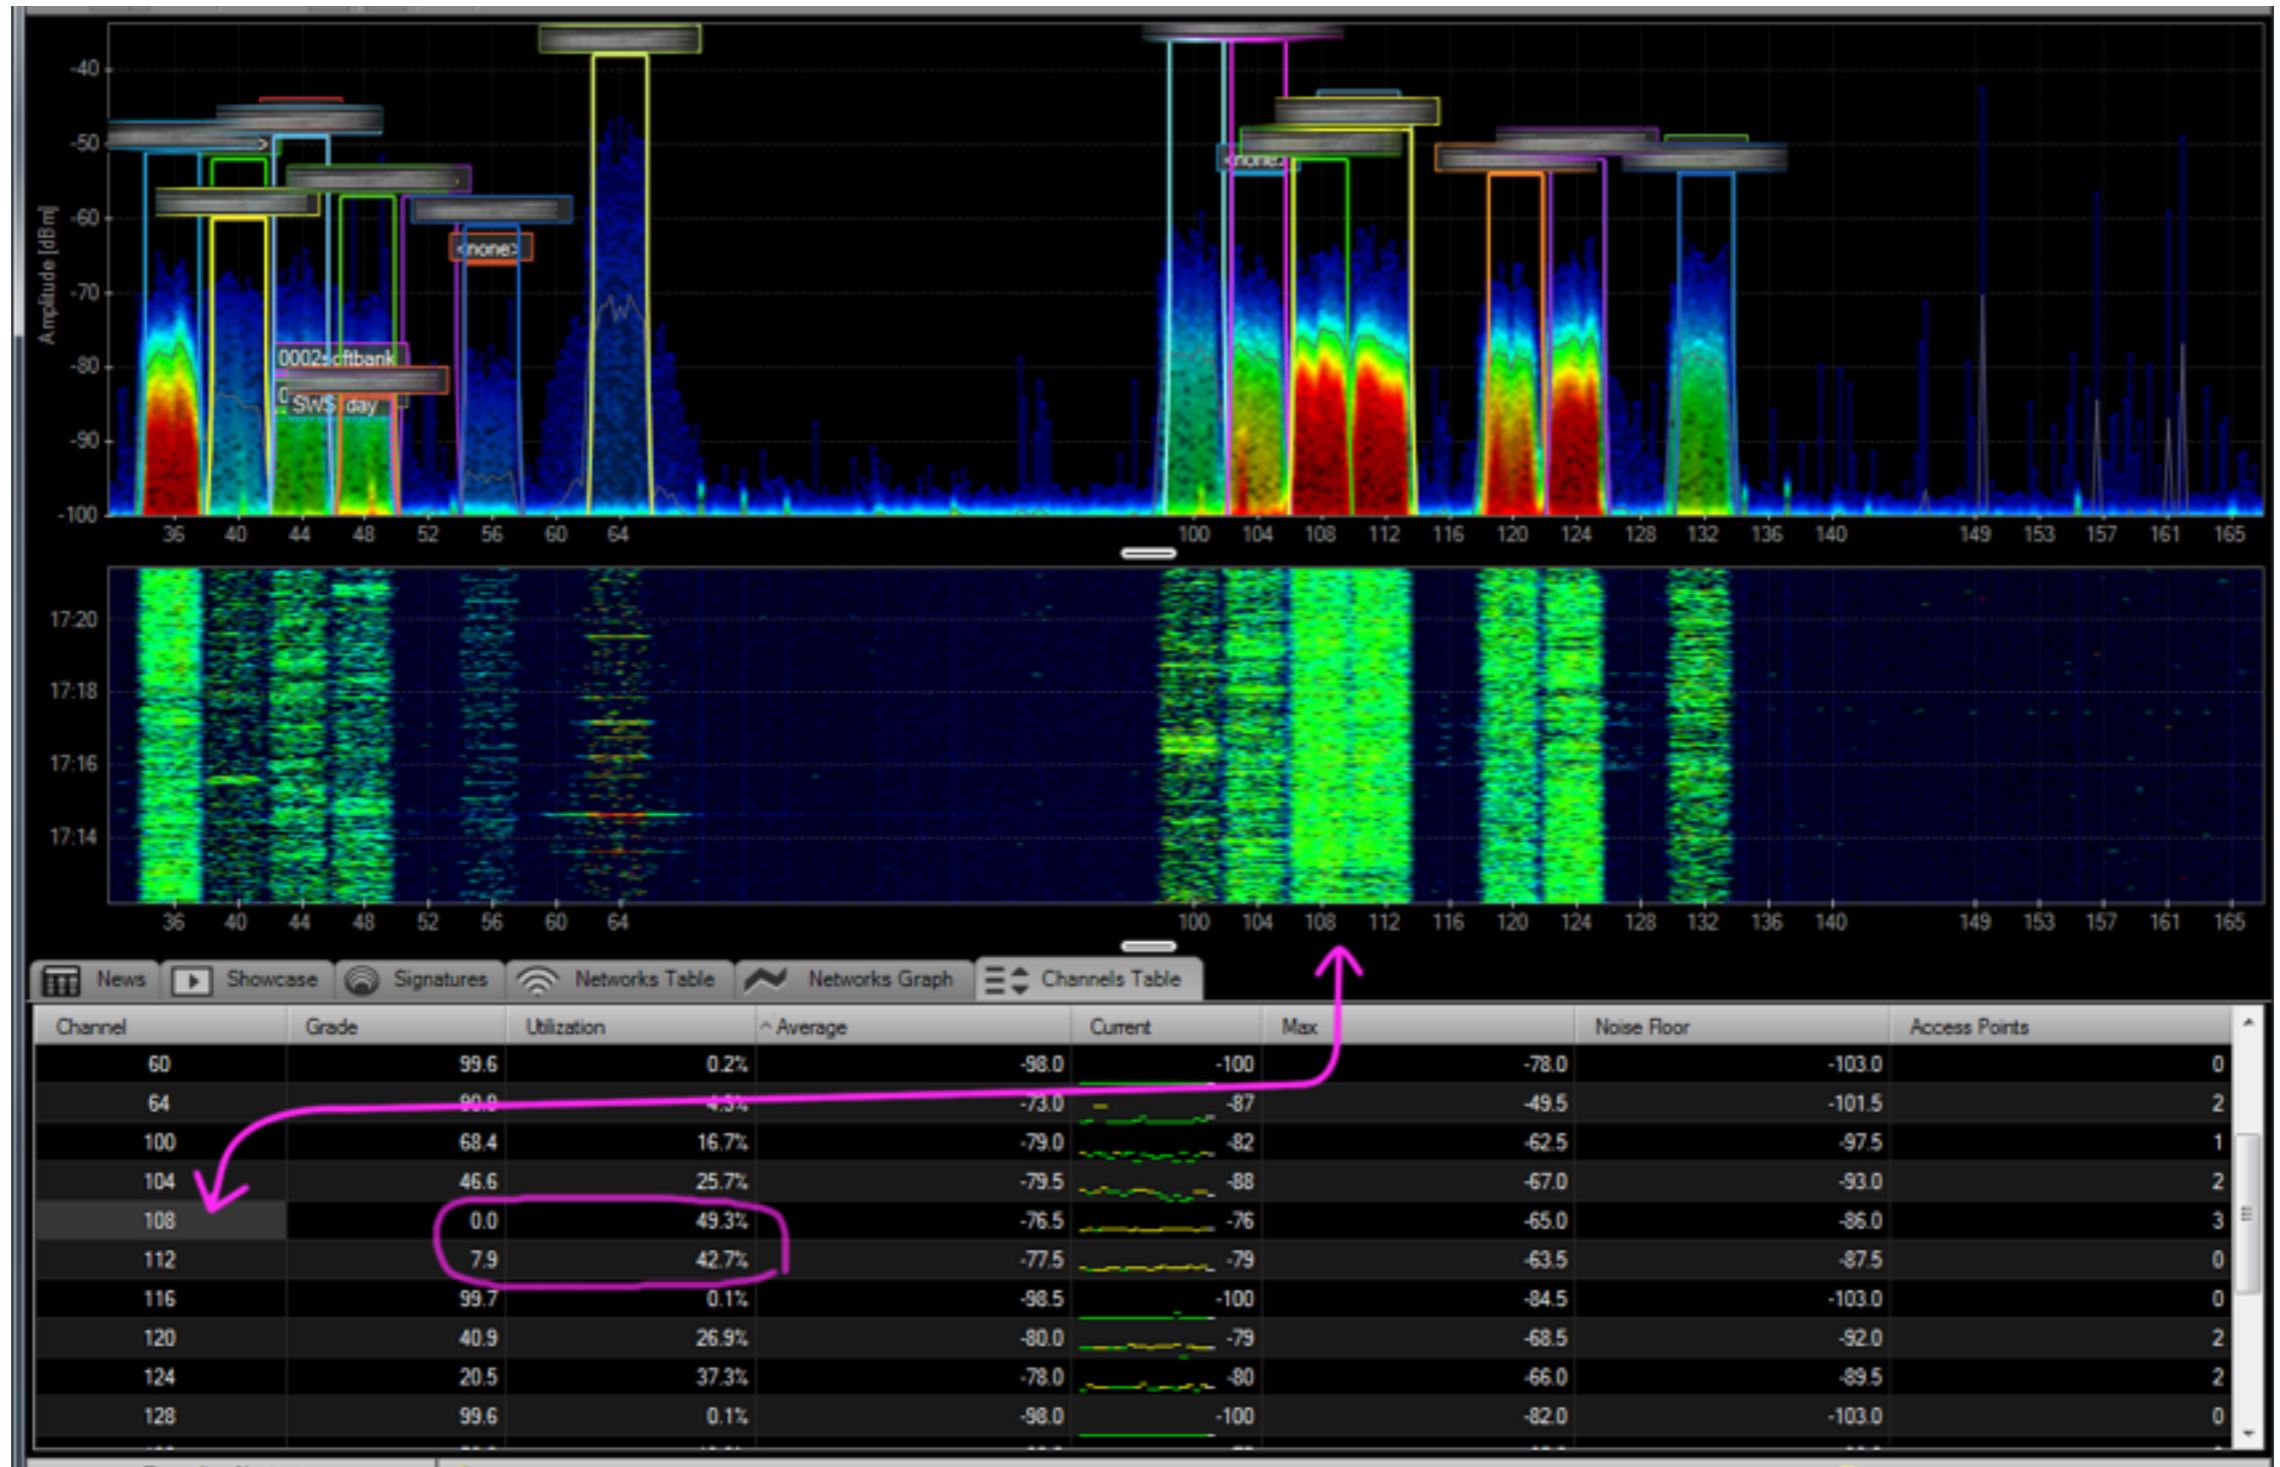 -40
-50
-60
-70
-80
-90
-100
Amplitude [dBm]
>
<none>
0002softbank
SWS day
<none>
36 40 44 48 52 56 60 64 100 104 108 112 116 120 124 128 132 136 140 149 153 157 161 165
17:20
17:18
17:16
17:14
36 40 44 48 52 56 60 64 100 104 108 112 116 120 124 128 132 136 140 149 153 157 161 165
News Showcase Signatures Networks Table Networks Graph Channels Table
Channel Grade Utilization Average Current Max Noise Floor Access Points
60 99.6 0.2% -98.0 -100 -78.0 -103.0 0
64 90.9 4.3% -73.0 -87 -49.5 -101.5 2
100 68.4 16.7% -79.0 -82 -62.5 -97.5 1
104 46.6 25.7% -79.5 -88 -67.0 -93.0 2
108 0.0 49.3% -76.5 -76 -65.0 -86.0 3
112 7.9 42.7% -77.5 -79 -63.5 -87.5 0
116 99.7 0.1% -98.5 -100 -84.5 -103.0 0
120 40.9 26.9% -80.0 -79 -68.5 -92.0 2
124 20.5 37.3% -78.0 -80 -66.0 -89.5 2
128 99.6 0.1% -98.0 -100 -82.0 -103.0 0